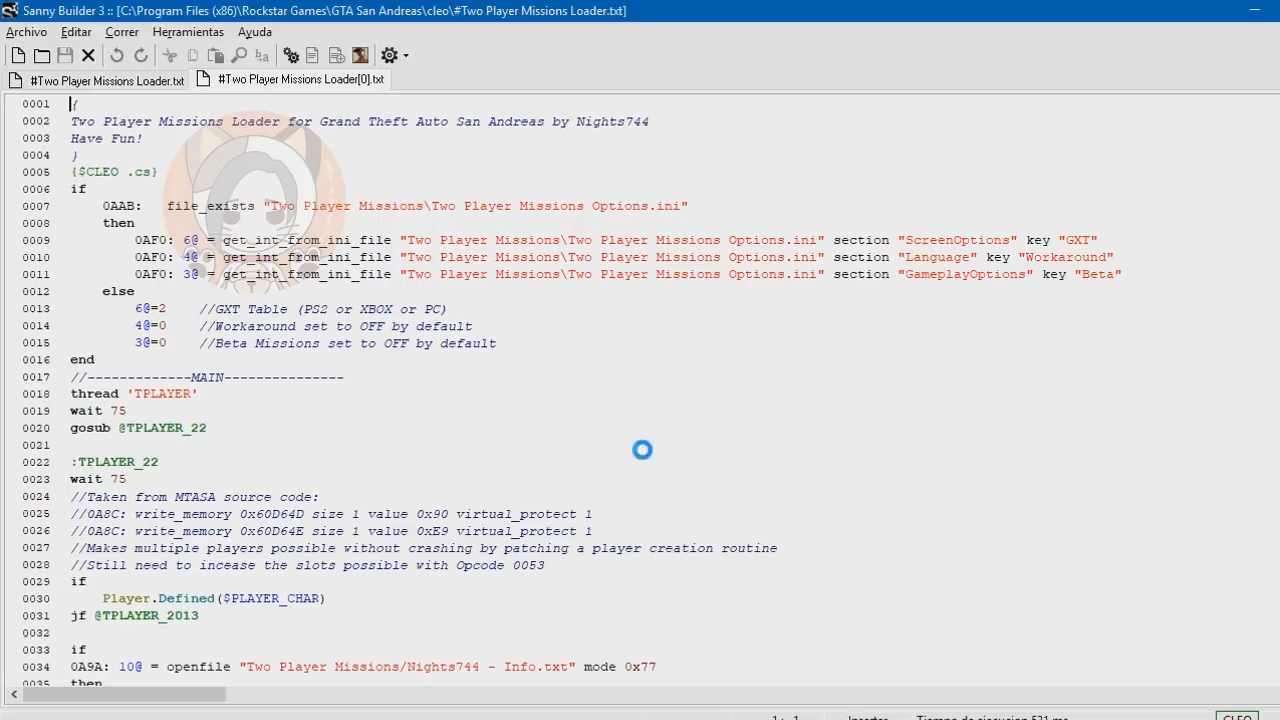 Sanny Builder 3 :: [C:\Program Files (x86)\Rockstar Games\GTA San Andreas\cleo\#Two Player Missions Loader.txt]
Archivo Editar Correr Herramientas Ayuda
#Two Player Missions Loader.txt #Two Player Missions Loader[0].txt
0001 {
0002 Two Player Missions Loader for Grand Theft Auto San Andreas by Nights744
0003 Have Fun!
0004 }
0005 {$CLEO .cs}
0006 if
0007 0AAB: file_exists "Two Player Missions\Two Player Missions Options.ini"
0008 then
0009 0AF0: 6@ = get_int_from_ini_file "Two Player Missions\Two Player Missions Options.ini" section "ScreenOptions" key "GXT"
0010 0AF0: 4@ = get_int_from_ini_file "Two Player Missions\Two Player Missions Options.ini" section "Language" key "Workaround"
0011 0AF0: 3@ = get_int_from_ini_file "Two Player Missions\Two Player Missions Options.ini" section "GameplayOptions" key "Beta"
0012 else
0013 6@=2 //GXT Table (PS2 or XBOX or PC)
0014 4@=0 //Workaround set to OFF by default
0015 3@=0 //Beta Missions set to OFF by default
0016 end
0017 //-------------MAIN---------------
0018 thread 'TPLAYER'
0019 wait 75
0020 gosub @TPLAYER_22
0021
0022 :TPLAYER_22
0023 wait 75
0024 //Taken from MTASA source code:
0025 //0A8C: write_memory 0x60D64D size 1 value 0x90 virtual_protect 1
0026 //0A8C: write_memory 0x60D64E size 1 value 0xE9 virtual_protect 1
0027 //Makes multiple players possible without crashing by patching a player creation routine
0028 //Still need to incease the slots possible with Opcode 0053
0029 if
0030 Player.Defined($PLAYER_CHAR)
0031 jf @TPLAYER_2013
0032
0033 if
0034 0A9A: 10@ = openfile "Two Player Missions/Nights744 - Info.txt" mode 0x77
0035 then
1: 1 Insertar Tiempo de ejecucion 531 ms CLEO